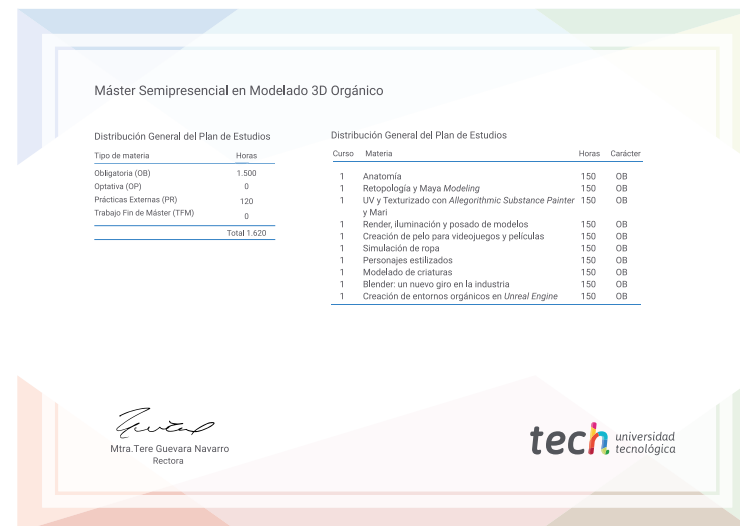 Máster Semipresencial en Modelado 3D Orgánico
Distribución General del Plan de Estudios
Tipo de materia Horas
Obligatoria (OB) 1.500
Optativa (OP) 0
Prácticas Externas (PR) 120
Trabajo Fin de Máster (TFM) 0
Total 1.620
Distribución General del Plan de Estudios
Curso Materia Horas Carácter
1 Anatomía 150 OB
1 Retopología y Maya Modeling 150 OB
1 UV y Texturizado con Allegorithmic Substance Painter 150 OB
y Mari
1 Render, iluminación y posado de modelos 150 OB
1 Creación de pelo para videojuegos y películas 150 OB
1 Simulación de ropa 150 OB
1 Personajes estilizados 150 OB
1 Modelado de criaturas 150 OB
1 Blender: un nuevo giro en la industria 150 OB
1 Creación de entornos orgánicos en Unreal Engine 150 OB
Mtra.Tere Guevara Navarro
Rectora
tech universidad
tecnológica